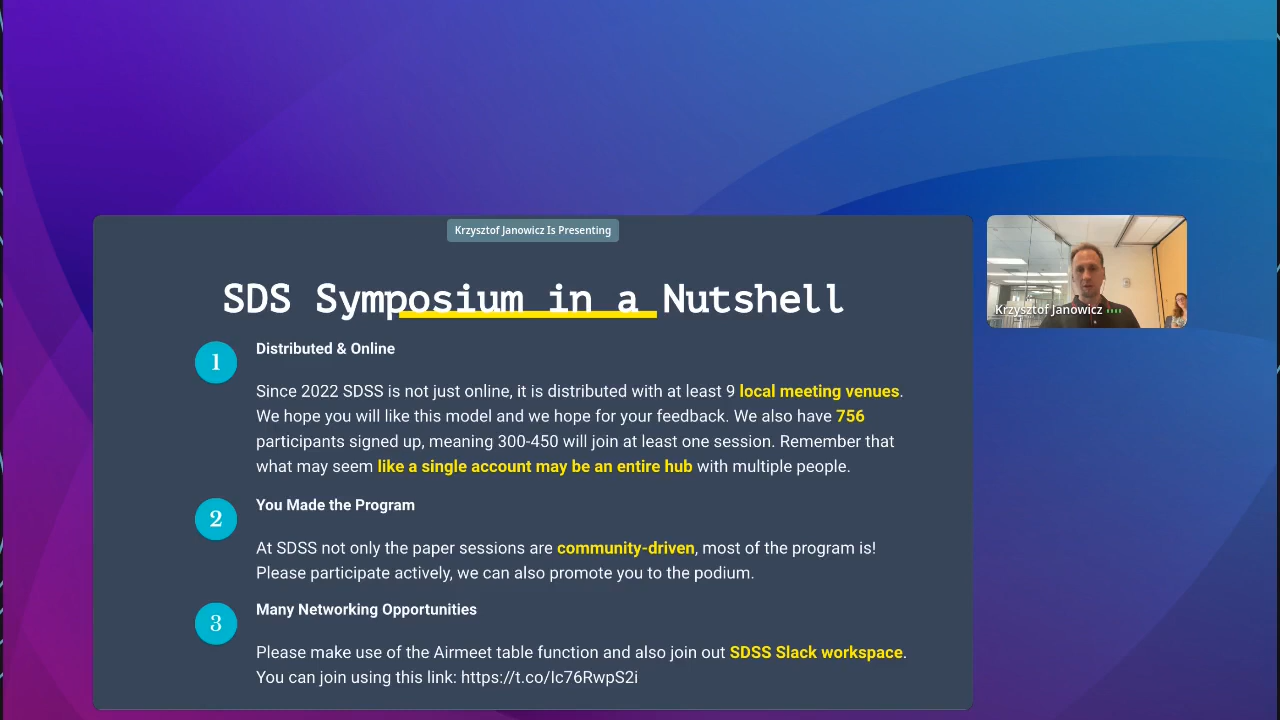 Krzysztof Janowicz Is Presenting
SDS Symposium in a Nutshell
1
Distributed & Online
Since 2022 SDSS is not just online, it is distributed with at least 9 local meeting venues.
We hope you will like this model and we hope for your feedback. We also have 756
participants signed up, meaning 300-450 will join at least one session. Remember that
what may seem like a single account may be an entire hub with multiple people.
2
You Made the Program
At SDSS not only the paper sessions are community-driven, most of the program is!
Please participate actively, we can also promote you to the podium.
3
Many Networking Opportunities
Please make use of the Airmeet table function and also join out SDSS Slack workspace.
You can join using this link: https://t.co/Ic76RwpS2i
Krzysztof Janowicz